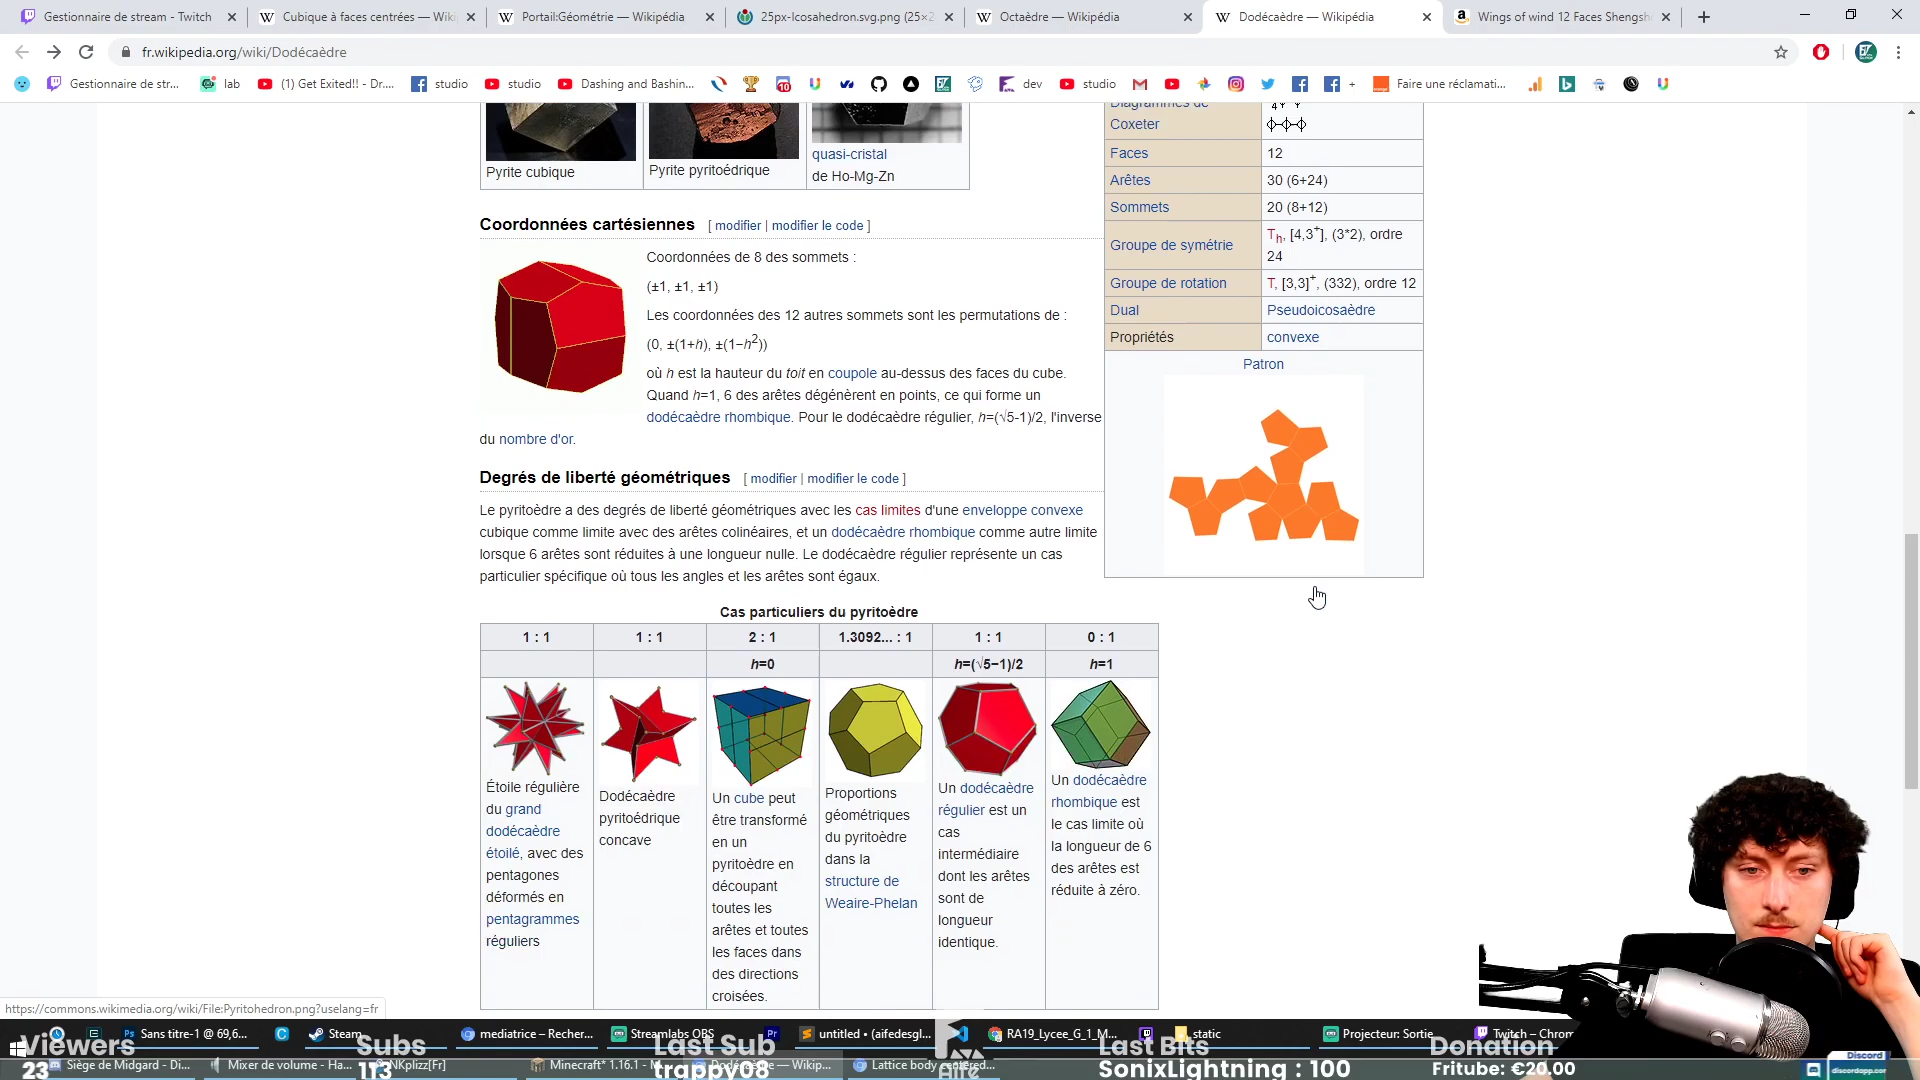 Gestionnaire de stream - Twitch
Cubique à faces centrées — Wiki
Portail:Géométrie — Wikipédia
25px-Icosahedron.svg.png (25×2
Octaèdre — Wikipédia
Dodécaèdre — Wikipédia
Wings of wind 12 Faces Shengsh
fr.wikipedia.org/wiki/Dodécaèdre
Gestionnaire de str...
lab
(1) Get Exited!! - Dr....
studio
studio
Dashing and Bashin...
10
dev
studio
+
Faire une réclamati...
Pyrite cubique
Pyrite pyritoédrique
quasi-cristal
de Ho-Mg-Zn
Diagrammes de
Coxeter
Faces 12
Arêtes 30 (6+24)
Sommets 20 (8+12)
Groupe de symétrie Th, [4,3+], (3*2), ordre
24
Groupe de rotation T, [3,3]+, (332), ordre 12
Dual Pseudoicosaèdre
Propriétés convexe
Patron
Coordonnées cartésiennes [ modifier | modifier le code ]
Coordonnées de 8 des sommets :
(±1, ±1, ±1)
Les coordonnées des 12 autres sommets sont les permutations de :
(0, ±(1+h), ±(1−h2))
où h est la hauteur du toit en coupole au-dessus des faces du cube.
Quand h=1, 6 des arêtes dégénèrent en points, ce qui forme un
dodécaèdre rhombique. Pour le dodécaèdre régulier, h=(√5-1)/2, l'inverse
du nombre d'or.
Degrés de liberté géométriques [ modifier | modifier le code ]
Le pyritoèdre a des degrés de liberté géométriques avec les cas limites d'une enveloppe convexe
cubique comme limite avec des arêtes colinéaires, et un dodécaèdre rhombique comme autre limite
lorsque 6 arêtes sont réduites à une longueur nulle. Le dodécaèdre régulier représente un cas
particulier spécifique où tous les angles et les arêtes sont égaux.
Cas particuliers du pyritoèdre
1 : 1 1 : 1 2 : 1 1.3092... : 1 1 : 1 0 : 1
h=0 h=(√5−1)/2 h=1
Étoile régulière
du grand
dodécaèdre
étoilé, avec des
pentagones
déformés en
pentagrammes
réguliers
Dodécaèdre
pyritoédrique
concave
Un cube peut
être transformé
en un
pyritoèdre en
découpant
toutes les
arêtes et toutes
les faces dans
des directions
croisées.
Proportions
géométriques
du pyritoèdre
dans la
structure de
Weaire-Phelan
Un dodécaèdre
régulier est un
cas
intermédiaire
dont les arêtes
sont de
longueur
identique.
Un dodécaèdre
rhombique est
le cas limite où
la longueur de 6
des arêtes est
réduite à zéro.
https://commons.wikimedia.org/wiki/File:Pyritohedron.png?uselang=fr
Sans titre-1 @ 69,6...
Steam
mediatrice – Recher...
Streamlabs OBS
untitled • (aifedesgl...
RA19_Lycee_G_1_M...
static
Projecteur: Sortie
Twitch – Chrom
Viewers
23
Subs
113
Last Sub
trappy08
Last Bits
SonixLightning : 100
Donation
Fritube: €20.00
Siège de Midgard - Di...
Mixer de volume - Ha...
NKplizz[Fr]
Minecraft* 1.16.1
Wikip...
Lattice body centered...
Discord